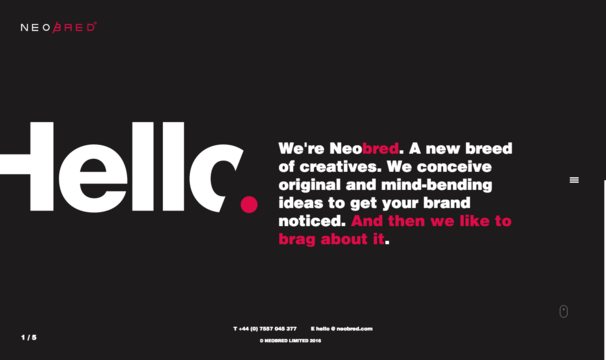 NEOBRED
Hello.
We're Neobred. A new breed
of creatives. We conceive
original and mind-bending
ideas to get your brand
noticed. And then we like to
brag about it.
T +44 (0) 7557 045 377 E hello @ neobred.com
© NEOBRED LIMITED 2016
1 / 5